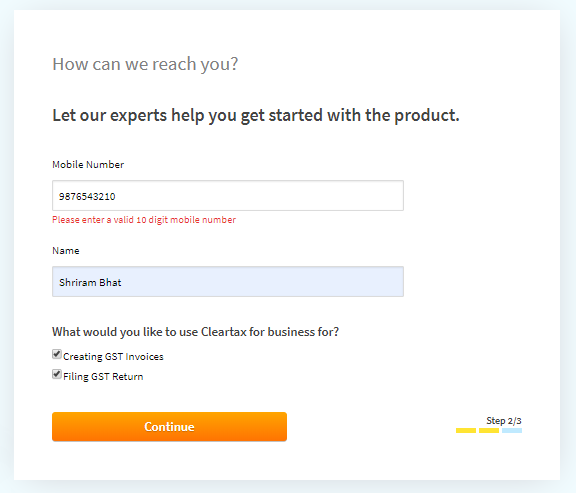 How can we reach you?
Let our experts help you get started with the product.
Mobile Number
9876543210
Please enter a valid 10 digit mobile number
Name
Shriram Bhat
What would you like to use Cleartax for business for?
Creating GST Invoices
Filing GST Return
Continue
Step 2/3